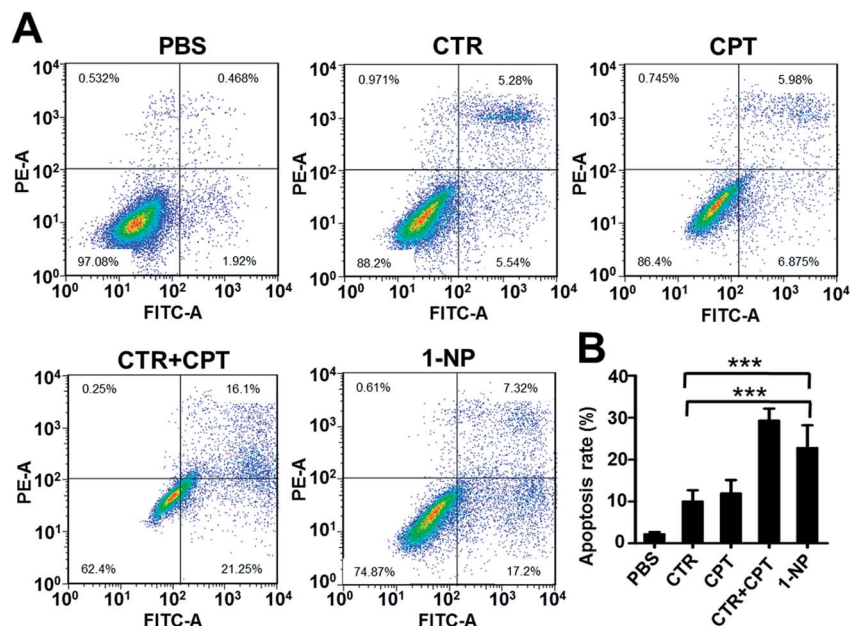 A
PBS
CTR
CPT
10⁴
10³
10²
10¹
10⁰
PE-A
0.532%
0.468%
97.08%
1.92%
10⁰ 10¹ 10² 10³ 10⁴
FITC-A
10⁴
10³
10²
10¹
10⁰
PE-A
0.971%
5.28%
88.2%
5.54%
10⁰ 10¹ 10² 10³ 10⁴
FITC-A
10⁴
10³
10²
10¹
10⁰
PE-A
0.745%
5.98%
86.4%
6.875%
10⁰ 10¹ 10² 10³ 10⁴
FITC-A
CTR+CPT
10⁴
10³
10²
10¹
10⁰
PE-A
0.25%
16.1%
62.4%
21.25%
10⁰ 10¹ 10² 10³ 10⁴
FITC-A
1-NP
10⁴
10³
10²
10¹
10⁰
PE-A
0.61%
7.32%
74.87%
17.2%
10⁰ 10¹ 10² 10³ 10⁴
FITC-A
B
***
***
Apoptosis rate (%)
40
30
20
10
0
PBS
CTR
CPT
CTR+CPT
1-NP